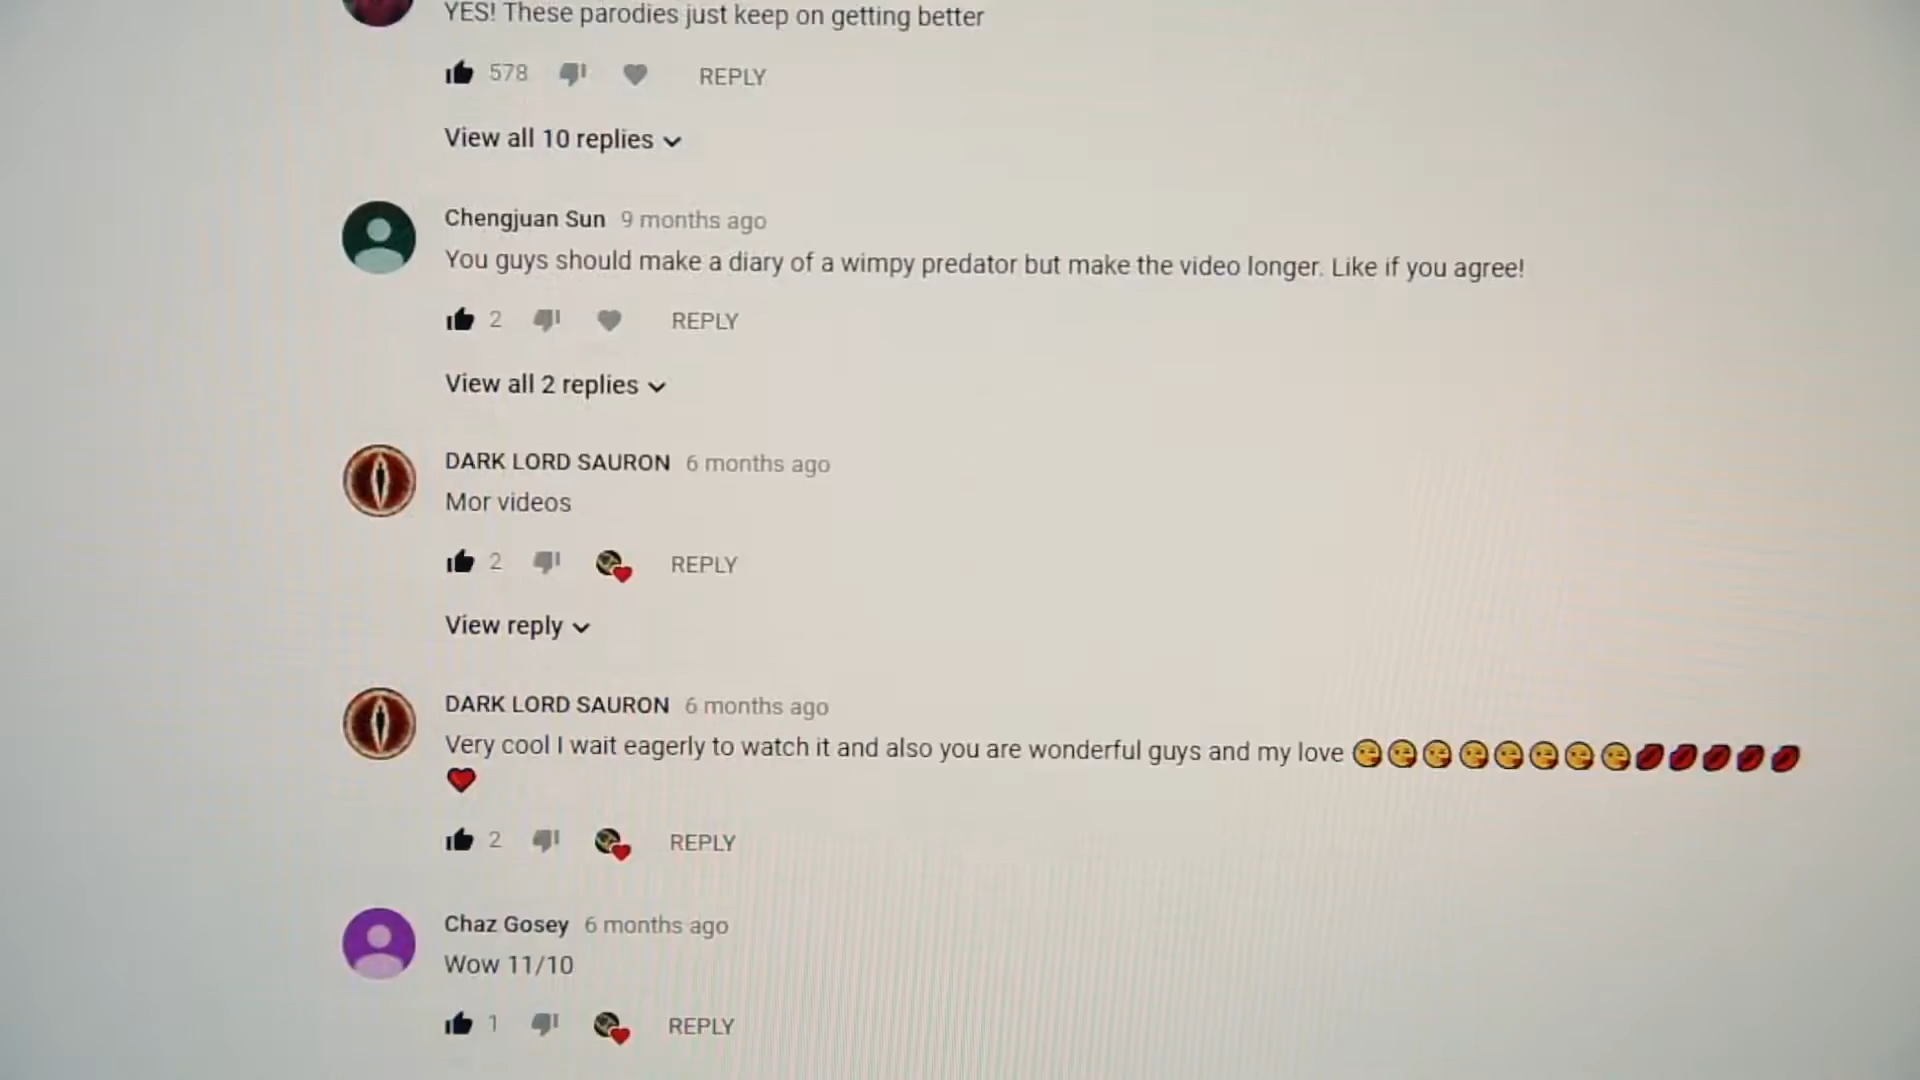 YES! These parodies just keep on getting better
578 REPLY
View all 10 replies
Chengjuan Sun 9 months ago
You guys should make a diary of a wimpy predator but make the video longer. Like if you agree!
2 REPLY
View all 2 replies
DARK LORD SAURON 6 months ago
Mor videos
2 REPLY
View reply
DARK LORD SAURON 6 months ago
Very cool I wait eagerly to watch it and also you are wonderful guys and my love 😘😘😘😘😘😘😘😘💋💋💋💋💋
❤
2 REPLY
Chaz Gosey 6 months ago
Wow 11/10
1 REPLY